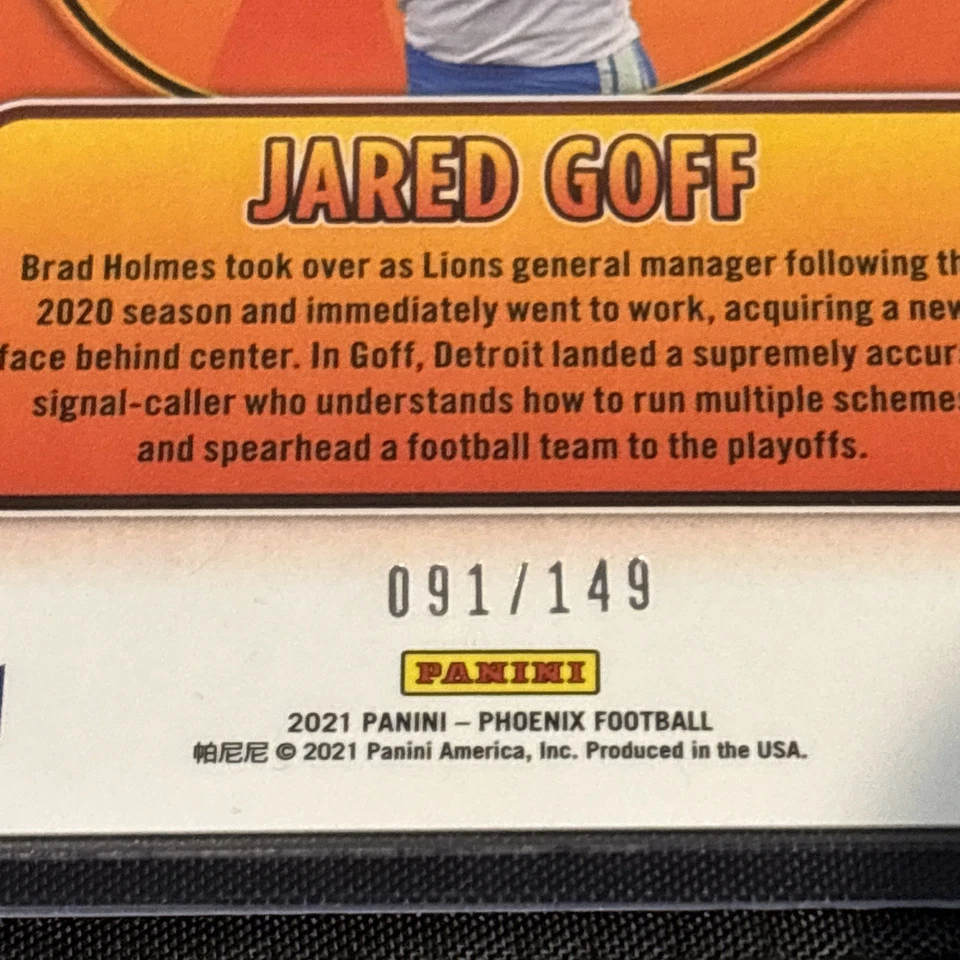 JARED GOFF
Brad Holmes took over as Lions general manager following th
2020 season and immediately went to work, acquiring a new
face behind center. In Goff, Detroit landed a supremely accur
signal-caller who understands how to run multiple schemes
and spearhead a football team to the playoffs.
091/149
PANINI
2021 PANINI – PHOENIX FOOTBALL
帕尼尼 © 2021 Panini America, Inc. Produced in the USA.